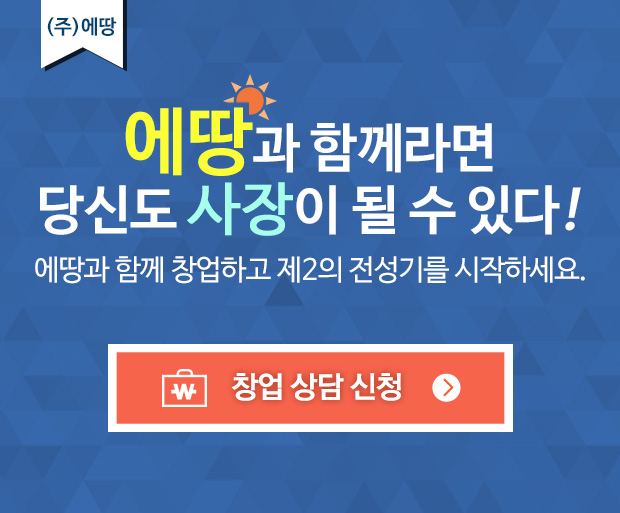 (주)에땅
에땅과 함께라면
당신도 사장이 될 수 있다!
에땅과 함께 창업하고 제2의 전성기를 시작하세요.
₩ 창업 상담 신청